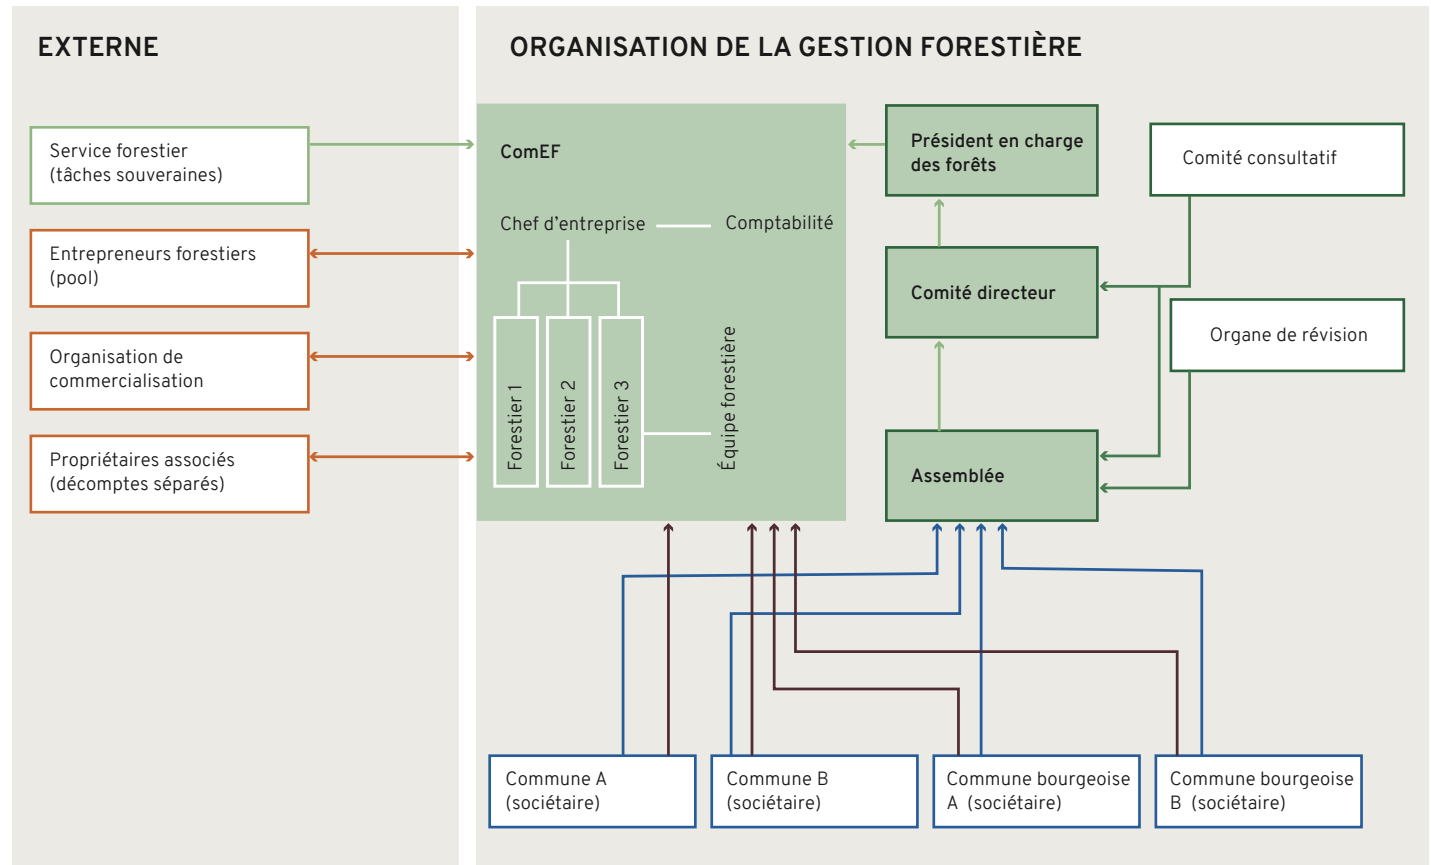 EXTERNE
Service forestier
(tâches souveraines)
Entrepreneurs forestiers
(pool)
Organisation de
commercialisation
Propriétaires associés
(décomptes séparés)
ORGANISATION DE LA GESTION FORESTIÈRE
ComEF
Chef d’entreprise
Comptabilité
Forestier 1
Forestier 2
Forestier 3
Équipe forestière
Président en charge
des forêts
Comité directeur
Assemblée
Comité consultatif
Organe de révision
Commune A
(sociétaire)
Commune B
(sociétaire)
Commune bourgeoise
A (sociétaire)
Commune bourgeoise
B (sociétaire)